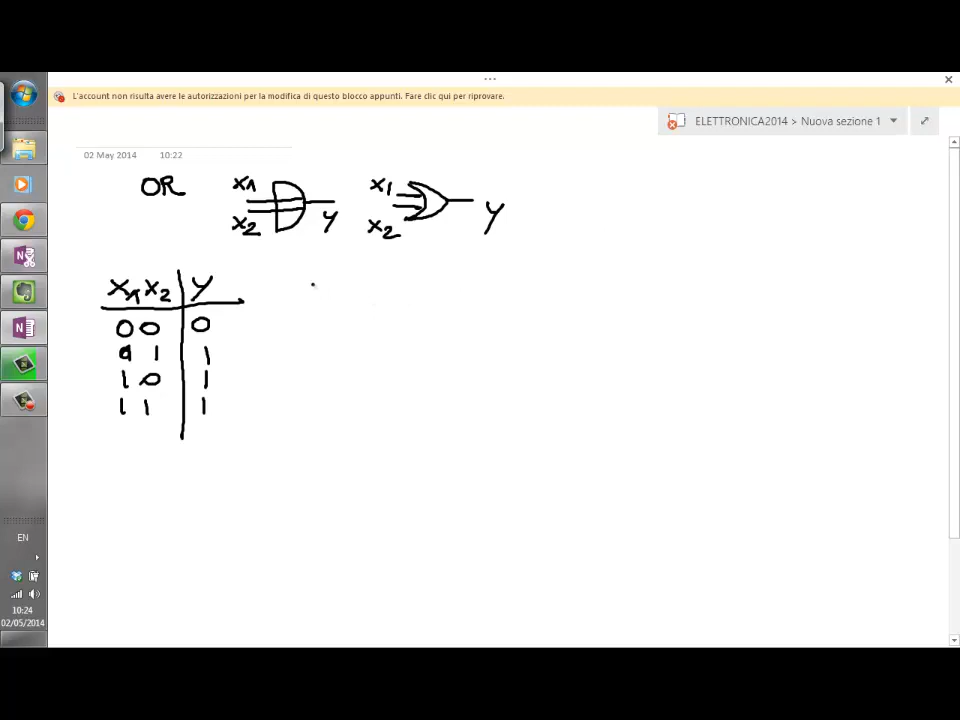 L'account non risulta avere le autorizzazioni per la modifica di questo blocco appunti. Fare clic qui per riprovare.
ELETTRONICA2014 > Nuova sezione 1
02 May 2014 10:22
OR x1 x2 y x1 x2 y
x1 x2 y
0 0 0
0 1 1
1 0 1
1 1 1
EN
10:24
02/05/2014